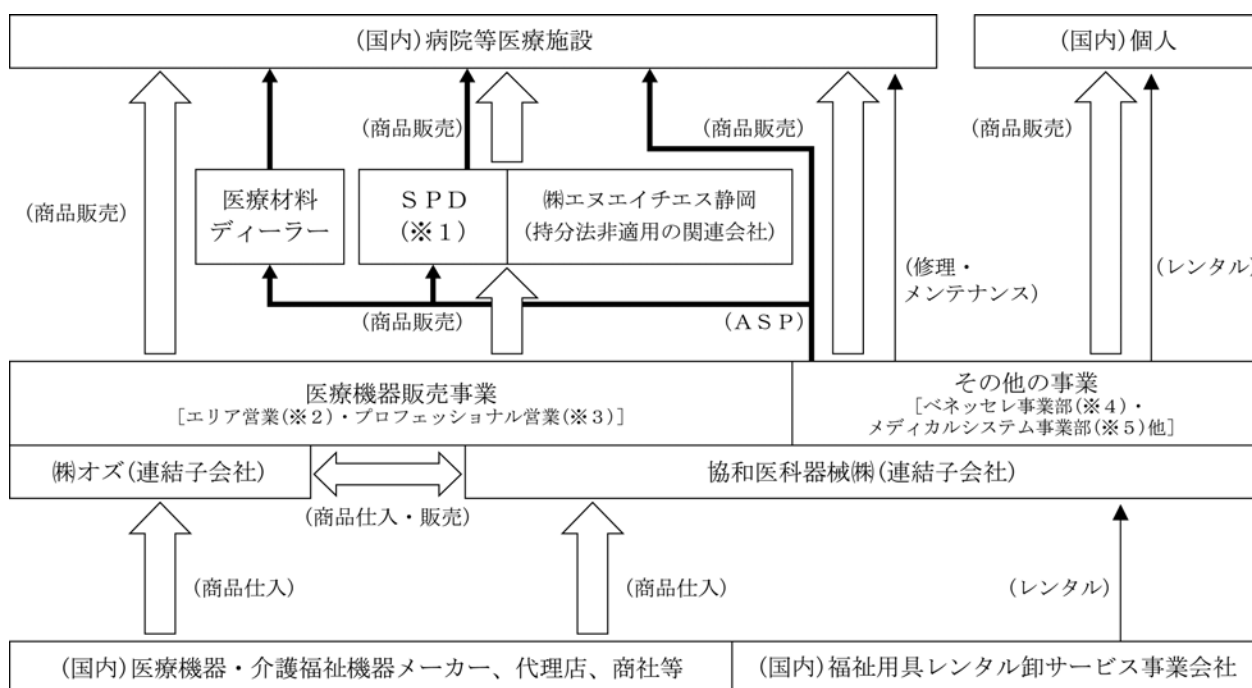 (国内)病院等医療施設
(国内)個人
(商品販売)
(商品販売)
(商品販売)
(商品販売)
医療材料
ディーラー
ＳＰＤ
(※１)
㈱エヌエイチエス静岡
(持分法非適用の関連会社)
(修理・
メンテナンス)
(レンタル)
(商品販売)
(ＡＳＰ)
医療機器販売事業
［エリア営業(※２)・プロフェッショナル営業(※３)］
その他の事業
［ベネッセレ事業部(※４)・
メディカルシステム事業部(※５)他］
㈱オズ(連結子会社)
協和医科器械㈱(連結子会社)
(商品仕入・販売)
(商品仕入)
(商品仕入)
(レンタル)
(国内)医療機器・介護福祉機器メーカー、代理店、商社等
(国内)福祉用具レンタル卸サービス事業会社